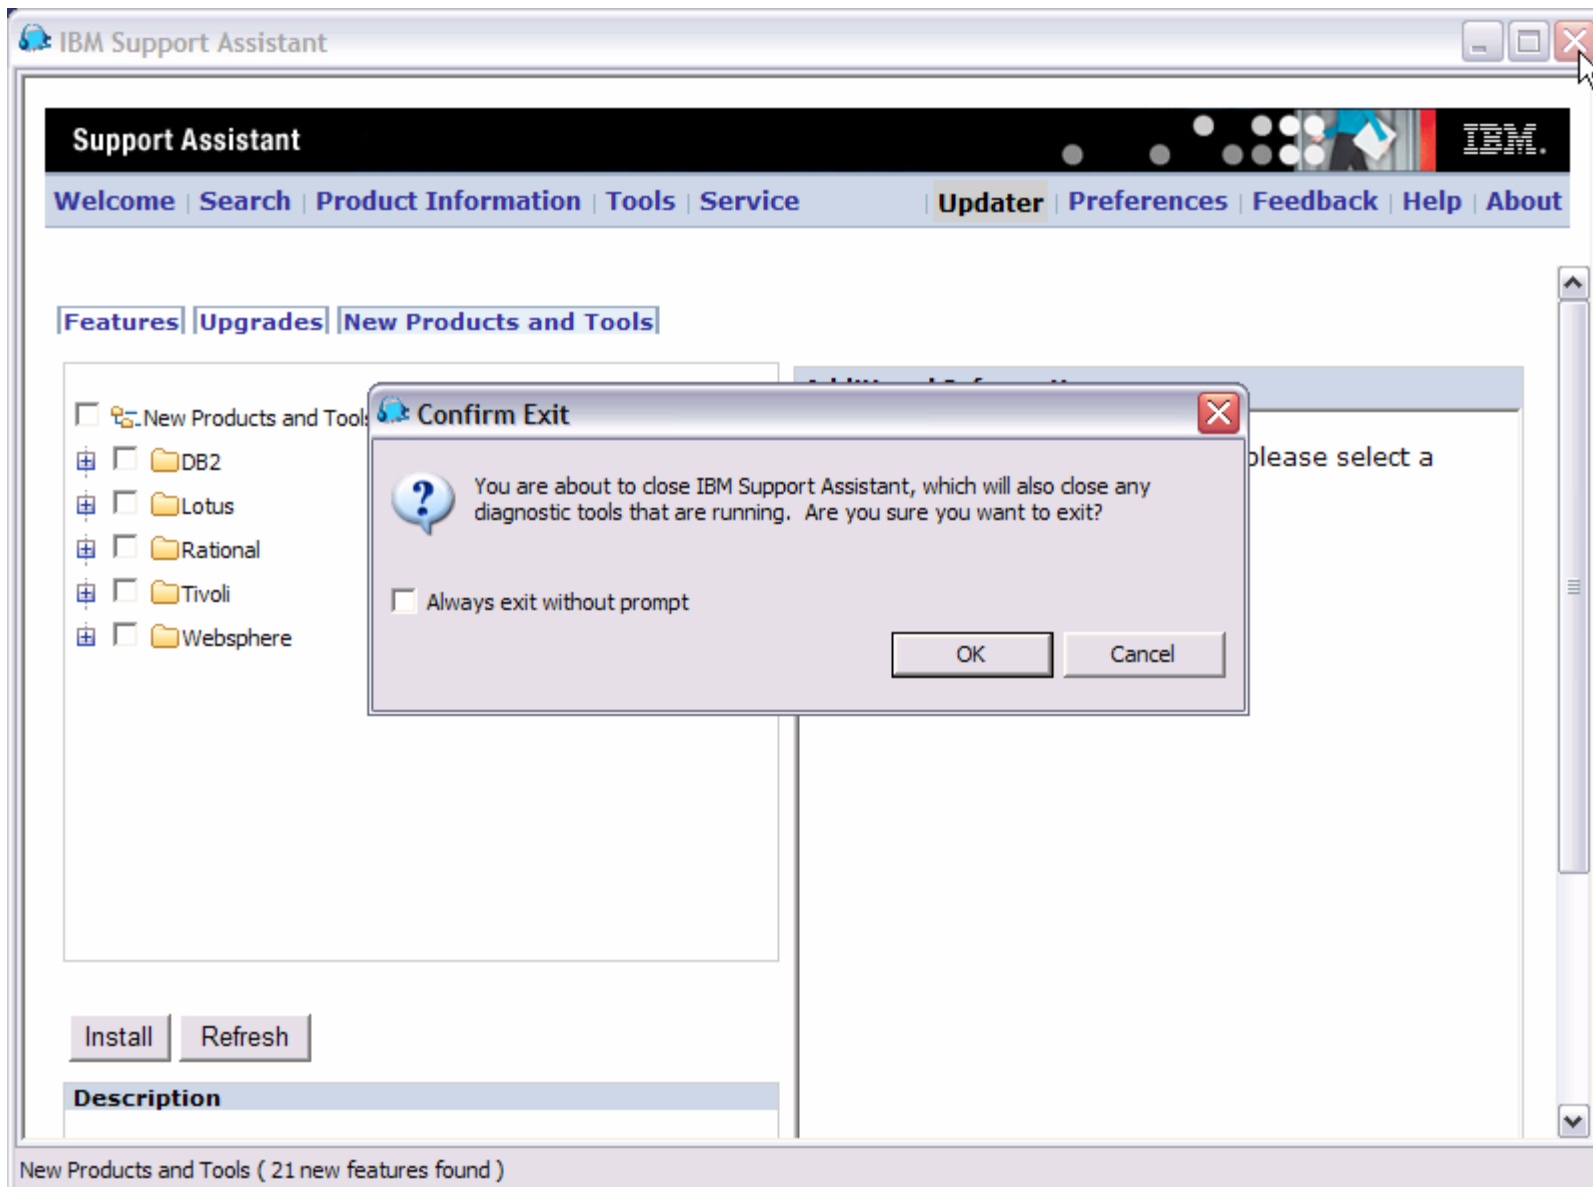 IBM Support Assistant
Support Assistant
IBM.
Welcome | Search | Product Information | Tools | Service | Updater | Preferences | Feedback | Help | About
Features Upgrades New Products and Tools
New Products and Tools
DB2
Lotus
Rational
Tivoli
Websphere
please select a
Confirm Exit
You are about to close IBM Support Assistant, which will also close any
diagnostic tools that are running. Are you sure you want to exit?
Always exit without prompt
OK Cancel
Install Refresh
Description
New Products and Tools ( 21 new features found )